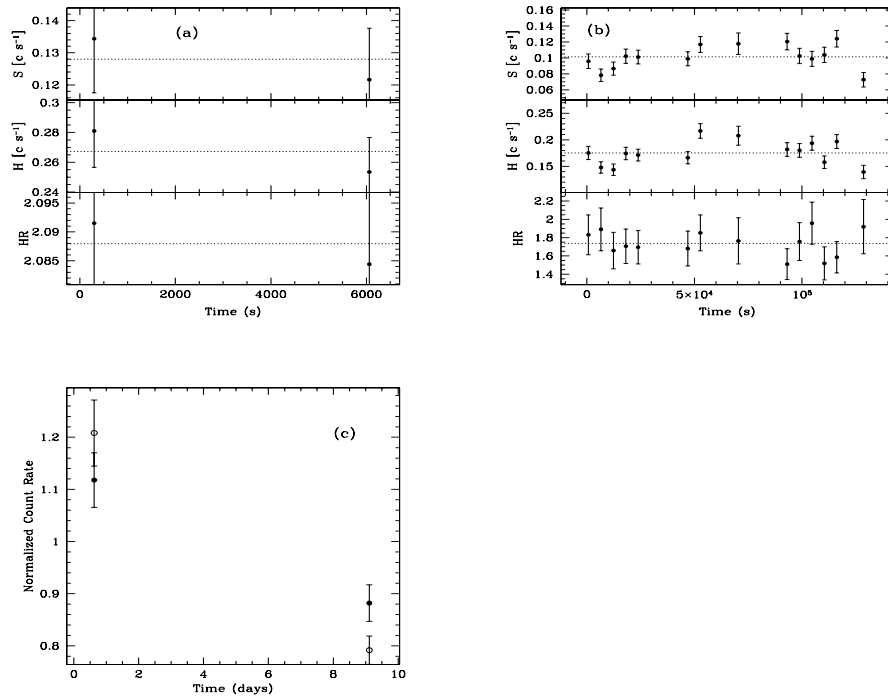 (a)
S [c s⁻¹]
0.14
0.13
0.12
H [c s⁻¹]
0.3
0.28
0.26
0.24
HR
2.095
2.09
2.085
0 2000 4000 6000
Time (s)
(b)
S [c s⁻¹]
0.16
0.14
0.12
0.1
0.08
0.06
H [c s⁻¹]
0.25
0.2
0.15
HR
2.2
2
1.8
1.6
1.4
0 5×10⁴ 10⁵
Time (s)
(c)
Normalized Count Rate
1.2
1.1
1
0.9
0.8
0 2 4 6 8 10
Time (days)